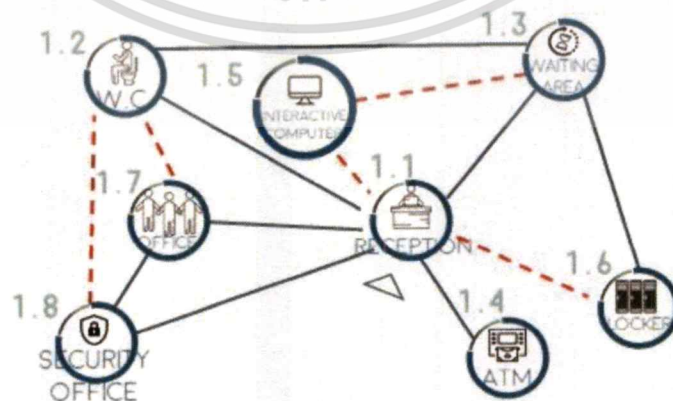 1.2
W.C
1.3
WAITING
AREA
1.5
INTERACTIVE
COMPUTER
1.1
RECEPTION
1.7
OFFICE
1.8
SECURITY
OFFICE
1.4
ATM
1.6
LOCKER